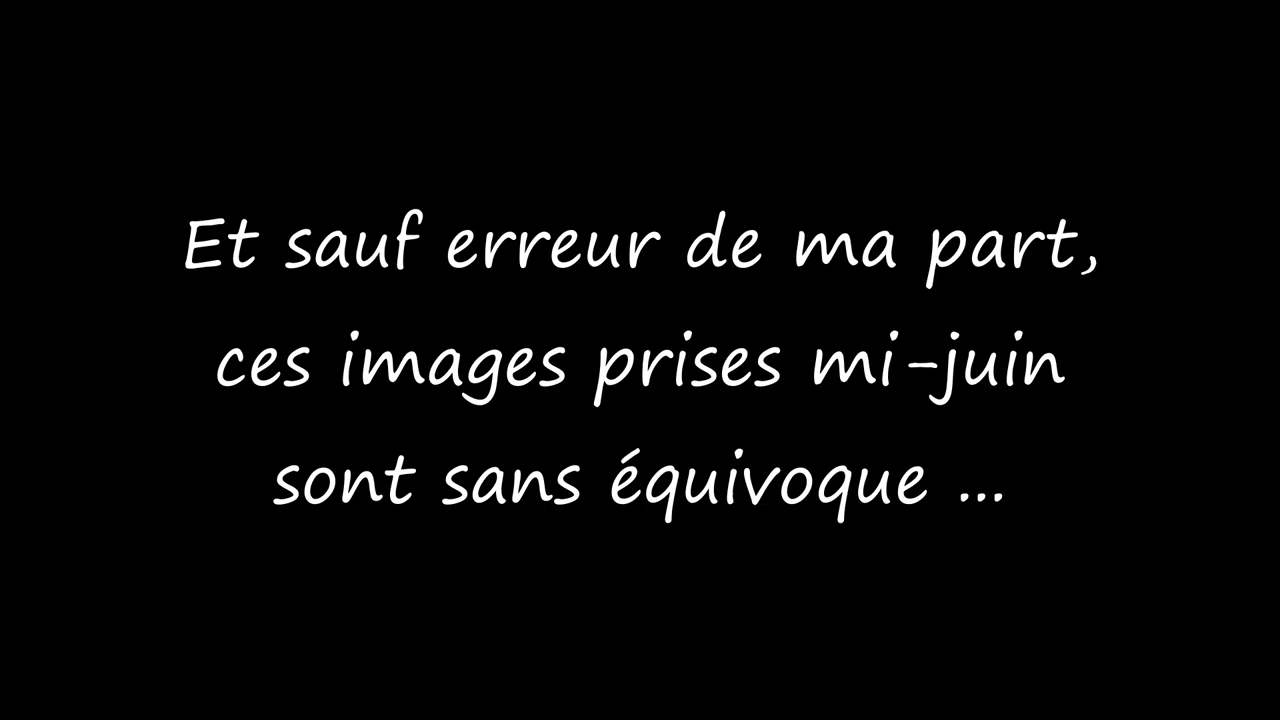 Et sauf erreur de ma part,
ces images prises mi-juin
sont sans équivoque ...